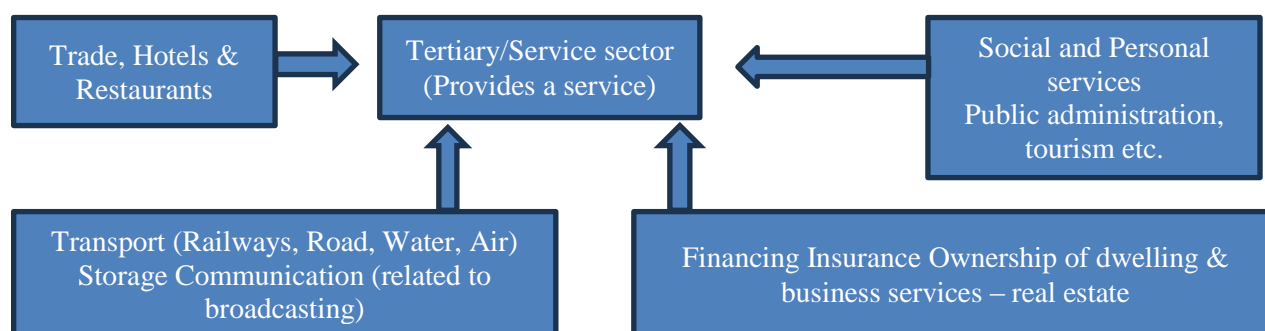 Trade, Hotels &
Restaurants
Tertiary/Service sector
(Provides a service)
Social and Personal
services
Public administration,
tourism etc.
Transport (Railways, Road, Water, Air)
Storage Communication (related to
broadcasting)
Financing Insurance Ownership of dwelling &
business services – real estate